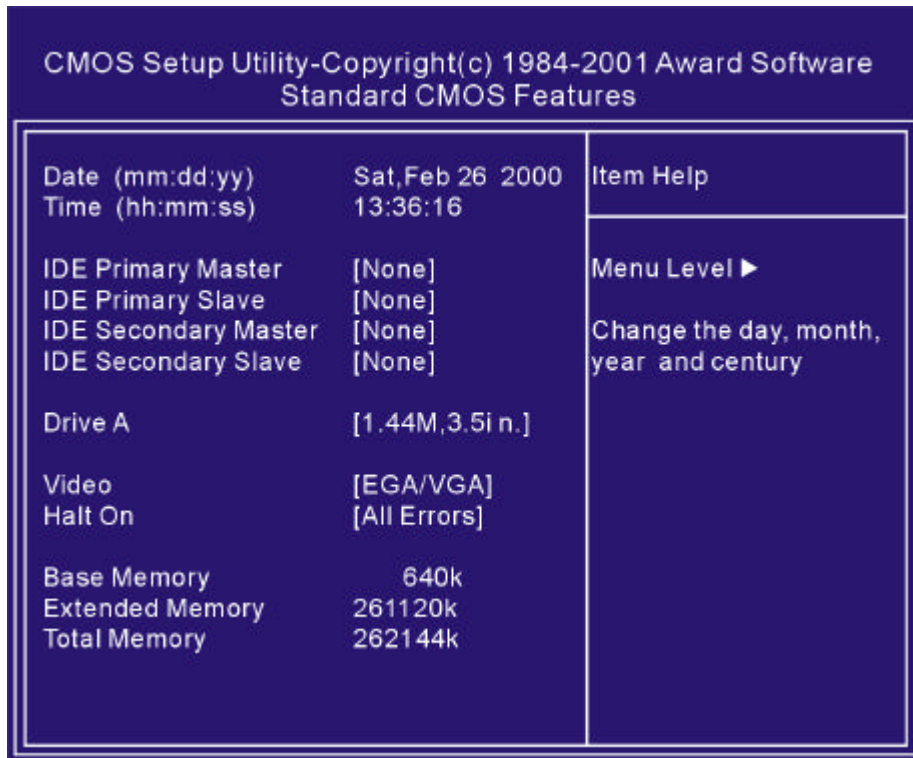 CMOS Setup Utility-Copyright(c) 1984-2001 Award Software
Standard CMOS Features
Date (mm:dd:yy) Sat,Feb 26 2000
Time (hh:mm:ss) 13:36:16
IDE Primary Master [None]
IDE Primary Slave [None]
IDE Secondary Master [None]
IDE Secondary Slave [None]
Drive A [1.44M,3.5i n.]
Video [EGA/VGA]
Halt On [All Errors]
Base Memory 640k
Extended Memory 261120k
Total Memory 262144k
Item Help
Menu Level ►
Change the day, month,
year and century